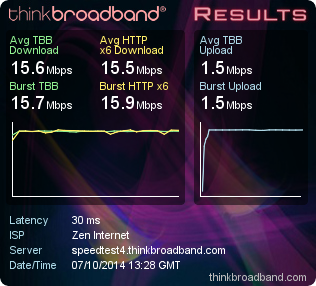 thinkbroadband® RESULTS
Avg TBB Download
Avg HTTP x6 Download
Avg TBB Upload
15.6 Mbps
15.5 Mbps
1.5 Mbps
Burst TBB
Burst HTTP x6
Burst Upload
15.7 Mbps
15.9 Mbps
1.5 Mbps
Latency 30 ms
ISP Zen Internet
Server speedtest4.thinkbroadband.com
Date/Time 07/10/2014 13:28 GMT
thinkbroadband.com